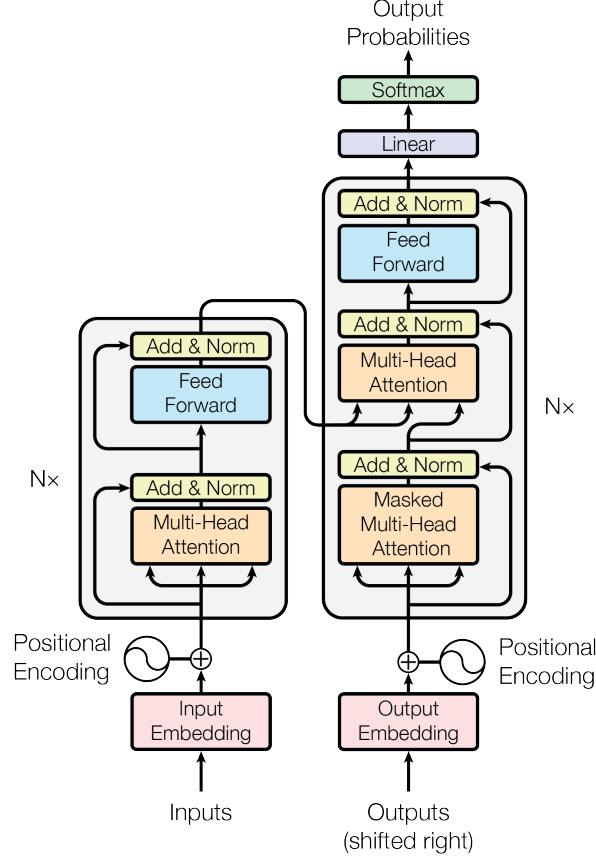 Output
Probabilities
Softmax
Linear
Add & Norm
Feed
Forward
Add & Norm
Multi-Head
Attention
Add & Norm
Masked
Multi-Head
Attention
Nx
Positional
Encoding
Output
Embedding
Outputs
(shifted right)
Add & Norm
Feed
Forward
Add & Norm
Multi-Head
Attention
N×
Positional
Encoding
Input
Embedding
Inputs